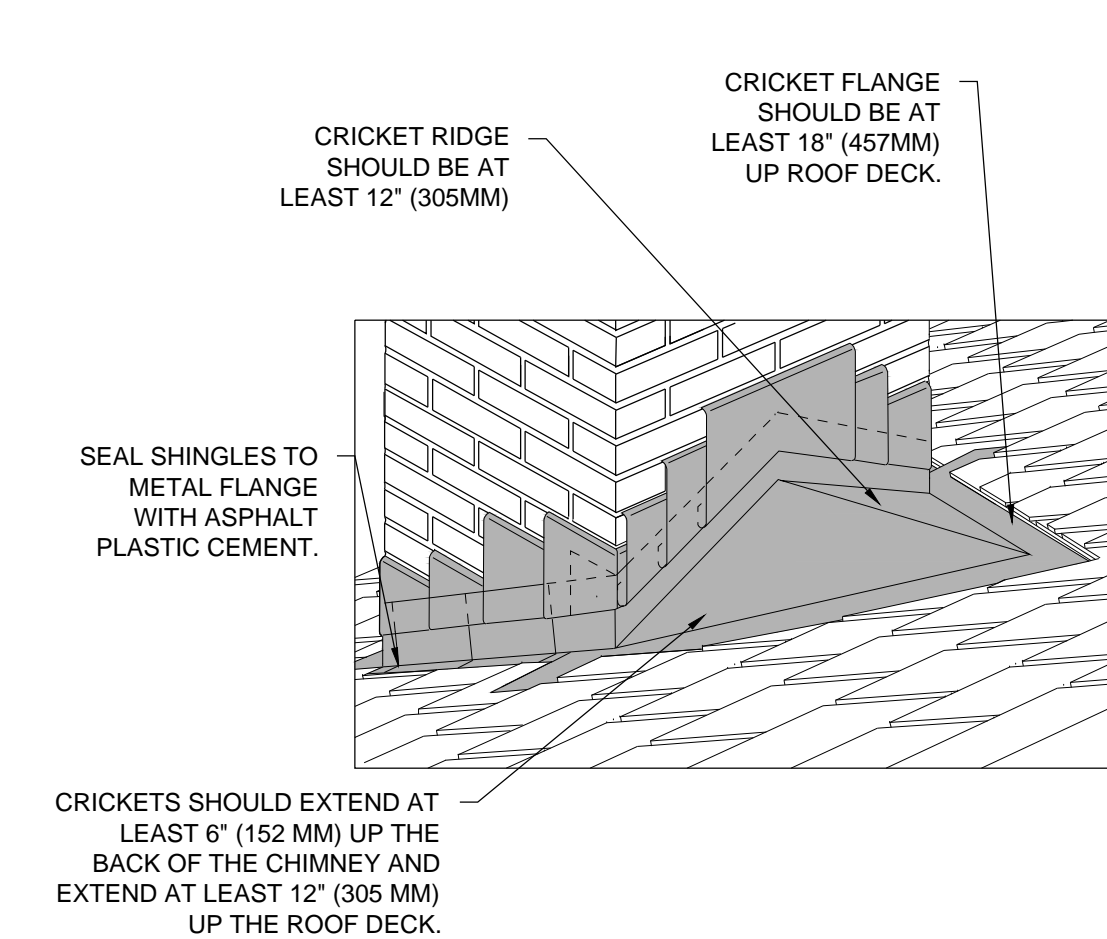 CRICKET FLANGE
SHOULD BE AT
LEAST 18" (457MM)
UP ROOF DECK.
CRICKET RIDGE
SHOULD BE AT
LEAST 12" (305MM)
SEAL SHINGLES TO
METAL FLANGE
WITH ASPHALT
PLASTIC CEMENT.
CRICKETS SHOULD EXTEND AT
LEAST 6" (152 MM) UP THE
BACK OF THE CHIMNEY AND
EXTEND AT LEAST 12" (305 MM)
UP THE ROOF DECK.